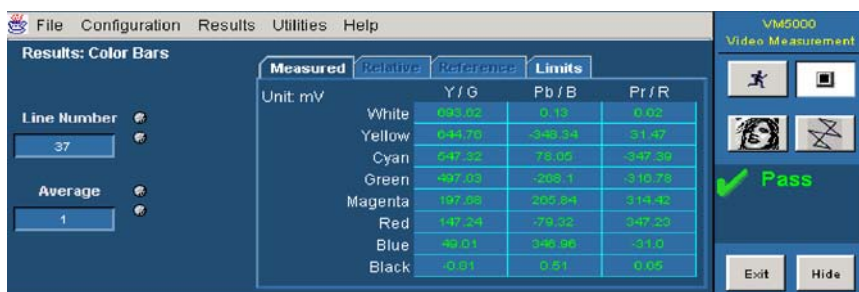 File Configuration Results Utilities Help
VM5000
Video Measurement
Results: Color Bars
Measured Relative Reference Limits
Unit: mV Y/G Pb/B Pr/R
Line Number
37
Average
1
White 693.62 0.13 0.02
Yellow 644.76 -348.34 31.47
Cyan 547.32 78.05 -347.39
Green 497.03 -268.1 -316.78
Magenta 197.68 265.84 314.42
Red 147.24 -79.32 347.23
Blue 49.01 346.96 -31.0
Black -0.81 0.51 0.05
Pass
Exit Hide